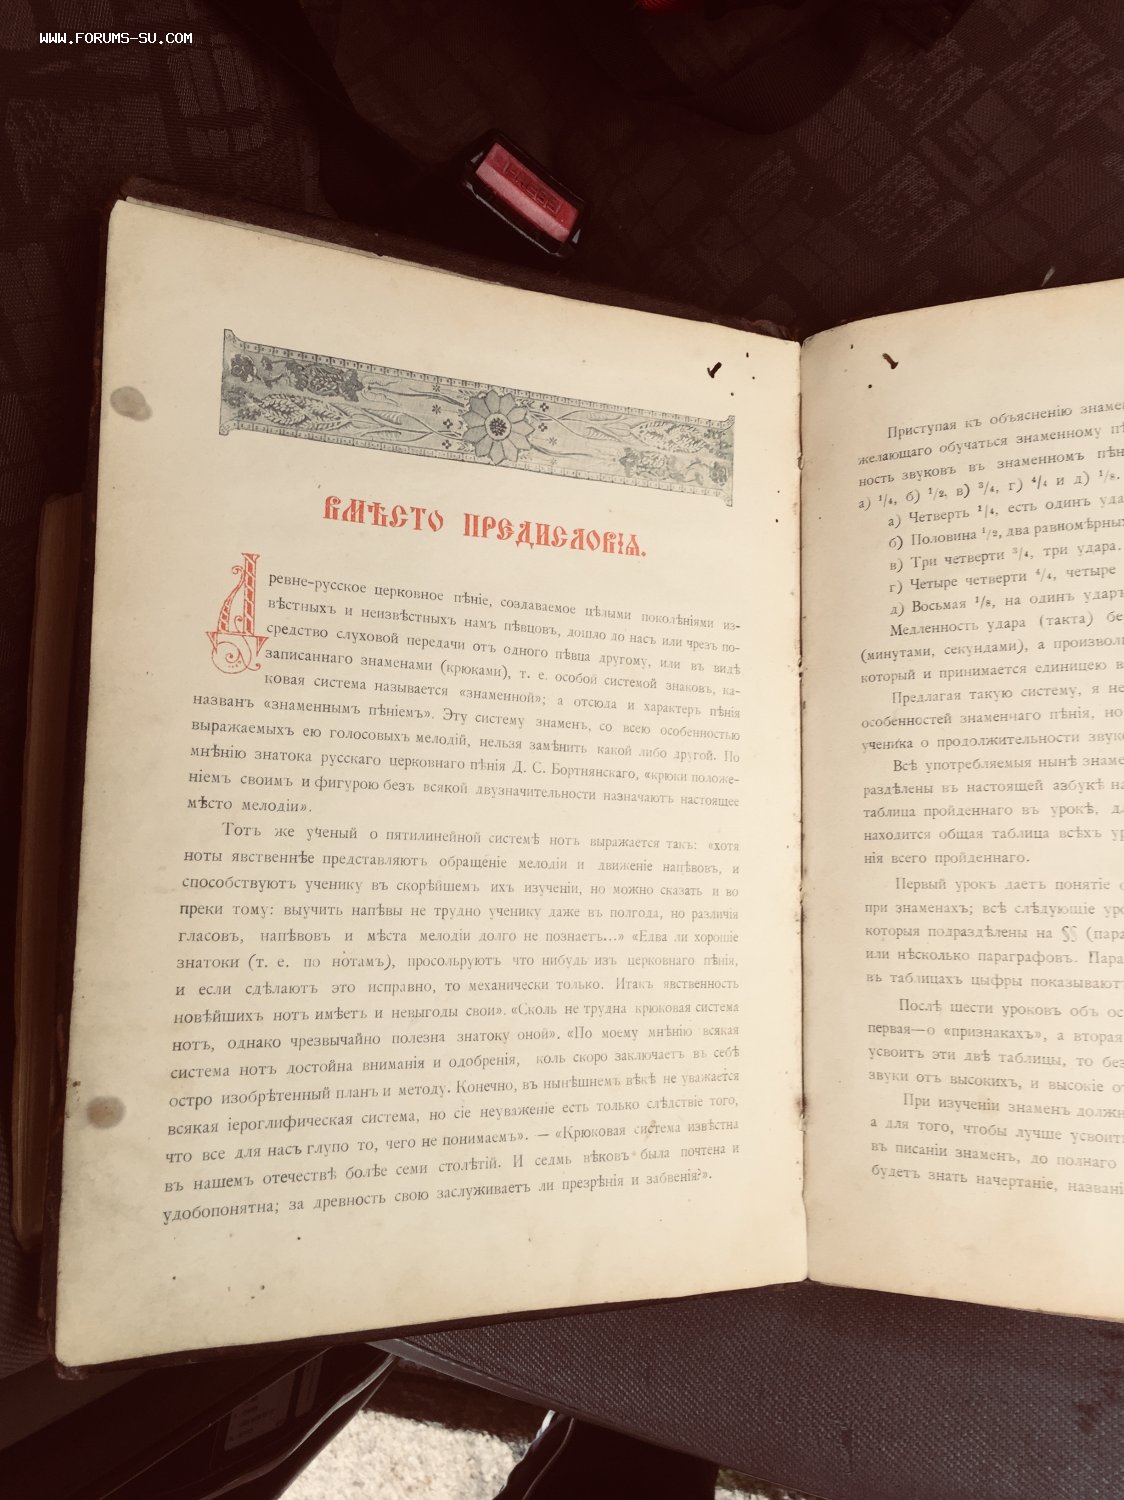 WWW.FORUMS-SU.COM
PRESS
ВМѢСТО ПРЕДИСЛОВІЯ.
Древне-русское церковное пѣніе, создаваемое цѣлыми поколѣніями из-
вѣстныхъ и неизвѣстныхъ намъ пѣвцовъ, дошло до насъ или чрезъ по-
средство слуховой передачи отъ одного пѣвца другому, или въ видѣ
записаннаго знаменами (крюками), т. е. особой системой знаковъ, ка-
ковая система называется «знаменной»; а отсюда и характеръ пѣнія
названъ «знаменнымъ пѣніемъ». Эту систему знаменъ, со всею особенностью
выражаемыхъ ею голосовыхъ мелодій, нельзя замѣнить какой либо другой. По
мнѣнію знатока русскаго церковнаго пѣнія Д. С. Бортнянскаго, «крюки положе-
ніемъ своимъ и фигурою безъ всякой двузначительности назначаютъ настоящее
мѣсто мелодіи».
Тотъ же ученый о пятилинейной системѣ нотъ выражается такъ: «хотя
ноты явственнѣе представляютъ обращеніе мелодіи и движеніе напѣвовъ, и
способствуютъ ученику въ скорѣйшемъ ихъ изученіи, но можно сказать и во
преки тому: выучить напѣвы не трудно ученику даже въ полгода, но различія
гласовъ, напѣвовъ и мѣста мелодіи долго не познаетъ...» «Едва ли хорошіе
знатоки (т. е. по нотамъ), просольруютъ что нибудь изъ церковнаго пѣнія,
и если сдѣлаютъ это исправно, то механически только. Итакъ явственность
новѣйшихъ нотъ имѣетъ и невыгоды свои». «Сколь не трудна крюковая система
нотъ, однако чрезвычайно полезна знатоку оной». «По моему мнѣнію всякая
система нотъ достойна вниманія и одобренія, коль скоро заключаетъ въ себѣ
остро изобрѣтенный планъ и методу. Конечно, въ нынѣшнемъ вѣкѣ не уважается
всякая іероглифическая система, но сіе неуваженіе есть только слѣдствіе того,
что все для насъ глупо то, чего не понимаемъ». — «Крюковая система извѣстна
въ нашемъ отечествѣ болѣе семи столѣтій. И седмь вѣковъ была почтена и
удобопонятна; за древность свою заслуживаетъ ли презрѣнія и забвенія?».
Приступая къ объясненію
желающаго обучаться знаменному
ность звуковъ въ знаменномъ
а) 1/4, б) 1/2, в) 3/4, г) 4/4 и д) 1/8.
а) Четверть 1/4, есть одинъ
б) Половина 1/2, два
в) Три четверти 3/4, три удара.
г) Четыре четверти 4/4, четыре
д) Восьмая 1/8, на одинъ
Медленность удара (такта)
(минутами, секундами), а
который и принимается единицею
Предлагая такую систему, я
особенностей знаменнаго пѣнія,
ученика о продолжительности
Всѣ употребляемыя нынѣ
раздѣлены въ настоящей азбукѣ
таблица пройденнаго въ урокѣ,
находится общая таблица всѣхъ
нія всего пройденнаго.
Первый урокъ даетъ понятіе
при знаменахъ; всѣ слѣдующіе
которыя подраздѣлены на §§
или нѣсколько параграфовъ.
въ таблицахъ цыфры
Послѣ шести уроковъ объ
первая—о «признакахъ», а вторая
усвоитъ эти двѣ таблицы, то
звуки отъ высокихъ, и высокіе
При изученіи знаменъ
а для того, чтобы лучше
въ писаніи знаменъ, до полнаго
будетъ знать начертаніе,